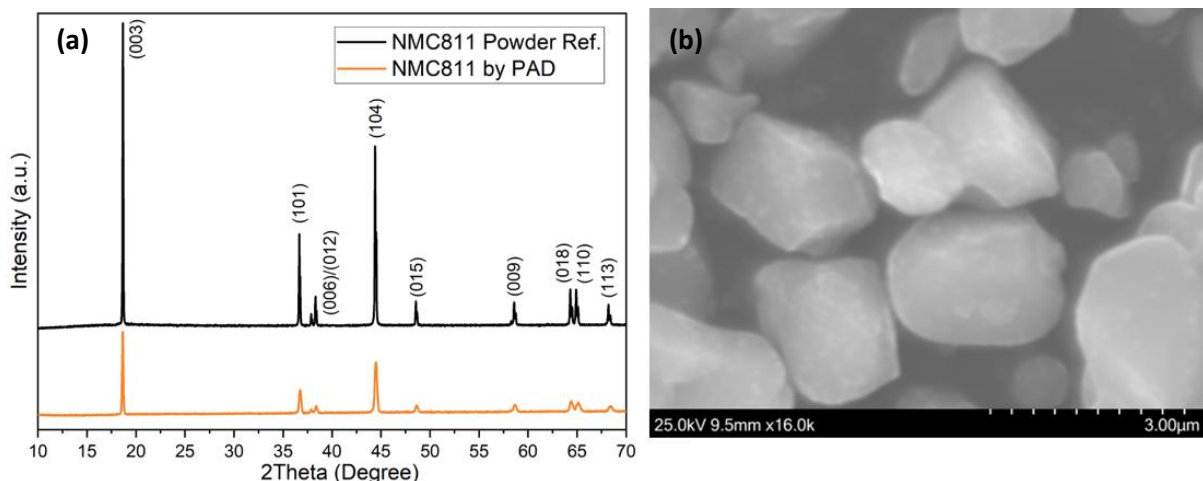 (a)
(003)
NMC811 Powder Ref.
NMC811 by PAD
(104)
(101)
(006)/(012)
(015)
(009)
(018)
(110)
(113)
Intensity (a.u.)
10 15 20 25 30 35 40 45 50 55 60 65 70
2Theta (Degree)
(b)
25.0kV 9.5mm x16.0k 3.00µm